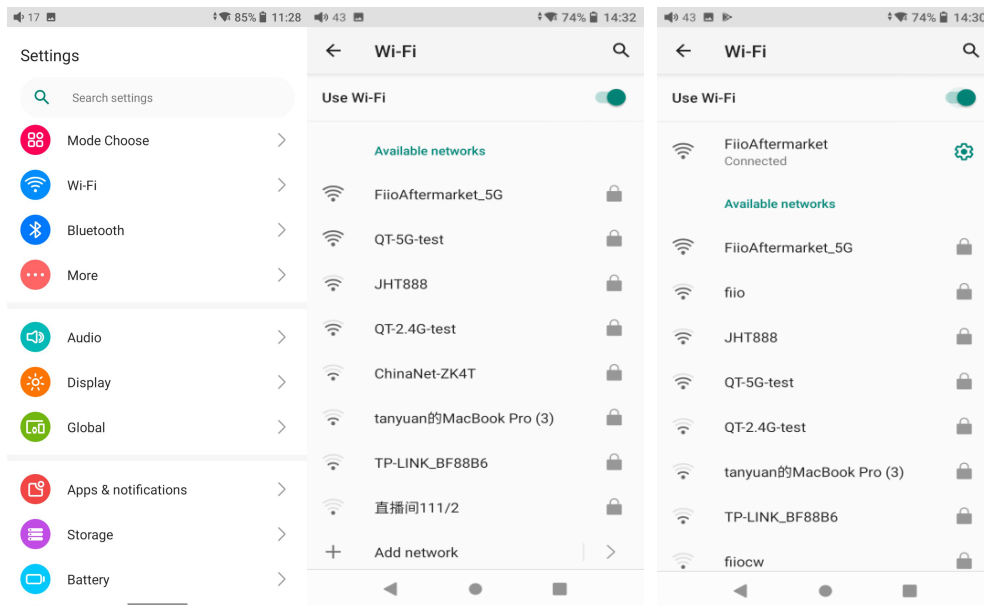 17
85%
11:28
Settings
Search settings
Mode Choose
Wi-Fi
Bluetooth
More
Audio
Display
Global
Apps & notifications
Storage
Battery
43
74%
14:32
Wi-Fi
Use Wi-Fi
Available networks
FiioAftermarket_5G
QT-5G-test
JHT888
QT-2.4G-test
ChinaNet-ZK4T
tanyuan的MacBook Pro (3)
TP-LINK_BF88B6
直播间111/2
Add network
43
74%
14:30
Wi-Fi
Use Wi-Fi
FiioAftermarket
Connected
Available networks
FiioAftermarket_5G
fiio
JHT888
QT-5G-test
QT-2.4G-test
tanyuan的MacBook Pro (3)
TP-LINK_BF88B6
fiiocw